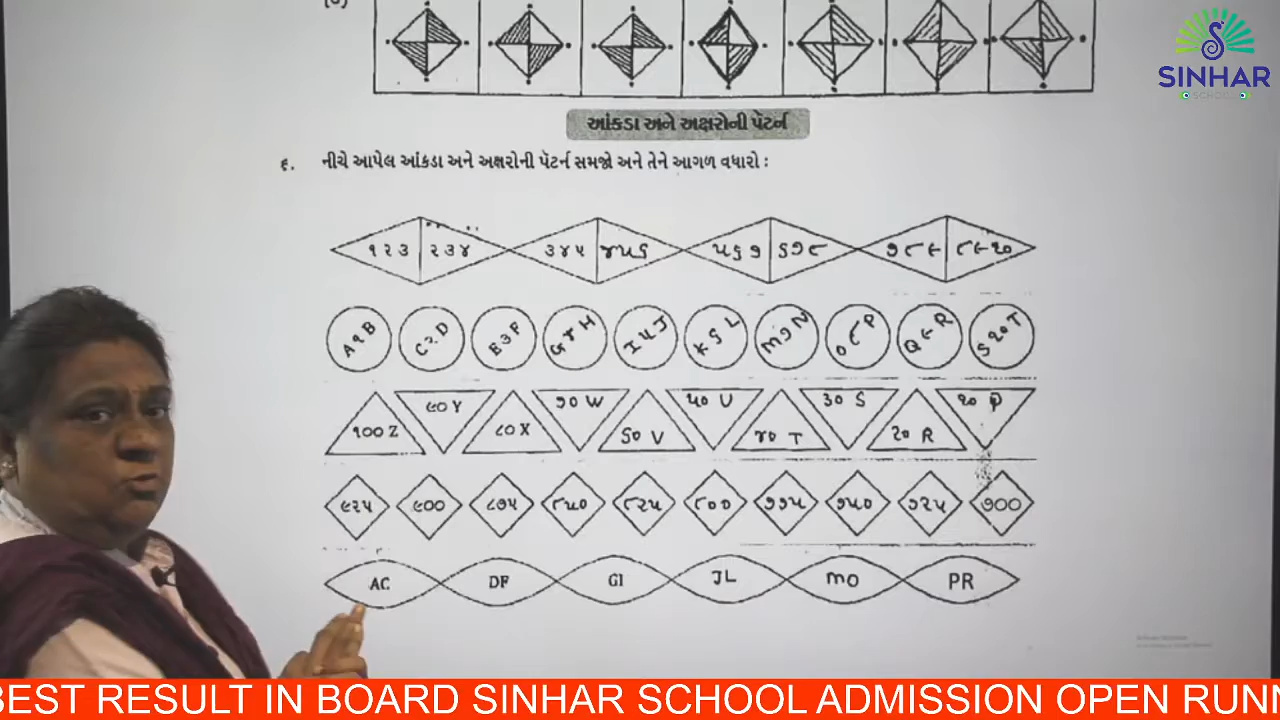 SINHAR
SCHOOL
આંકડા અને અક્ષરોની પૅટર્ન
૬. નીચે આપેલ આંકડા અને અક્ષરોની પૅટર્ન સમજો અને તેને આગળ વધારો :
૧૨૩ ૨૩૪ ૩૪૫ ૪૫૬ ૫૬૭ ૬૭૮ ૭૮૯ ૮૯૧૦
A૧B C૨D E૩F G૪H I૫J K૬L M૭N O૮P Q૯R S૧૦T
૧૦૦ Z ૯૦ Y ૮૦ X ૭૦ W ૬૦ V ૫૦ U ૪૦ T ૩૦ S ૨૦ R ૧૦ P
૯૨૫ ૯૦૦ ૮૭૫ ૮૫૦ ૮૨૫ ૮૦૦ ૭૭૫ ૭૫૦ ૭૨૫ ૭૦૦
AC DF GI JL MO PR
BEST RESULT IN BOARD SINHAR SCHOOL ADMISSION OPEN RUNN